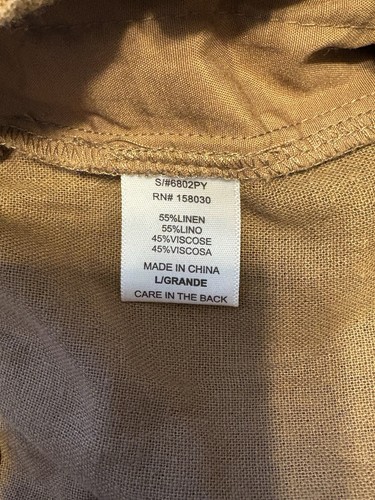 S/#6802PY
RN# 158030
55%LINEN
55%LINO
45%VISCOSE
45%VISCOSA
MADE IN CHINA
L/GRANDE
CARE IN THE BACK